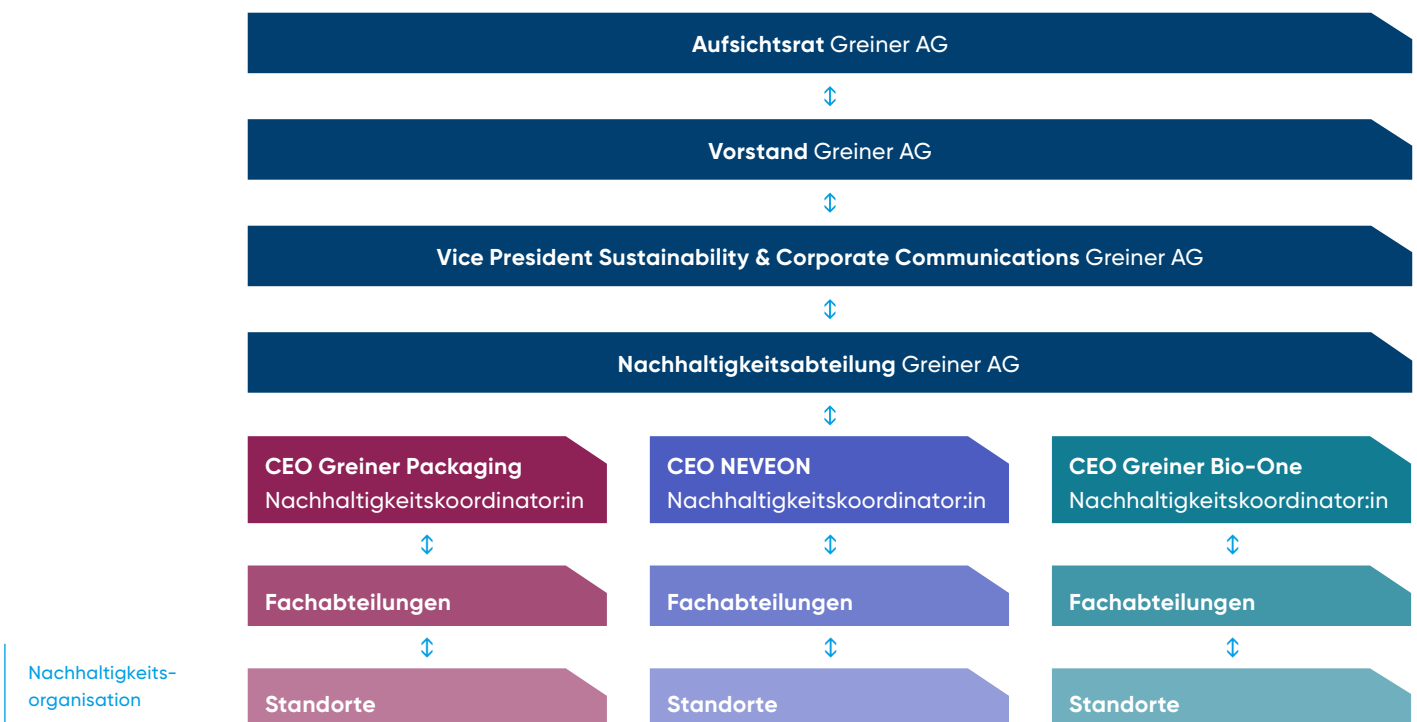 Aufsichtsrat Greiner AG
Vorstand Greiner AG
Vice President Sustainability & Corporate Communications Greiner AG
Nachhaltigkeitsabteilung Greiner AG
CEO Greiner Packaging
Nachhaltigkeitskoordinator:in
CEO NEVEON
Nachhaltigkeitskoordinator:in
CEO Greiner Bio-One
Nachhaltigkeitskoordinator:in
Fachabteilungen
Fachabteilungen
Fachabteilungen
Nachhaltigkeits-
organisation
Standorte
Standorte
Standorte